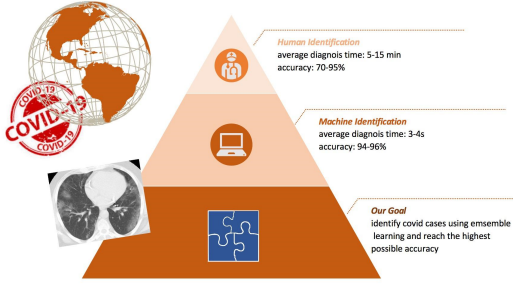 Human Identification
average diagnosis time: 5-15 min
accuracy: 70-95%
COVID-19
COVID-19
COVID-19
Machine Identification
average diagnois time: 3-4s
accuracy: 94-96%
Our Goal
identify covid cases using emsemble
learning and reach the highest
possible accuracy